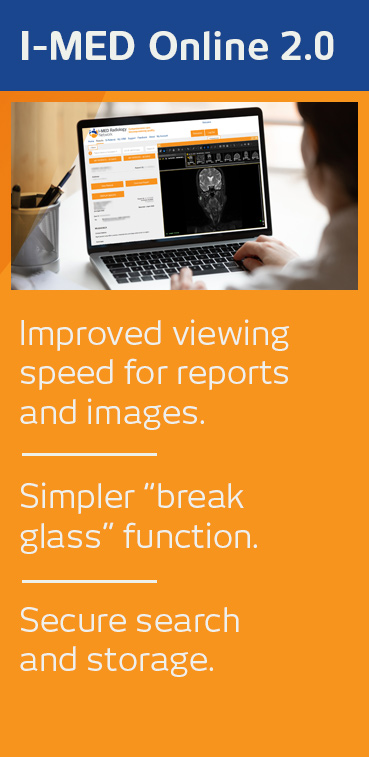 I-MED Online 2.0
I-MED Radiology
Improved viewing
speed for reports
and images.
Simpler “break
glass” function.
Secure search
and storage.